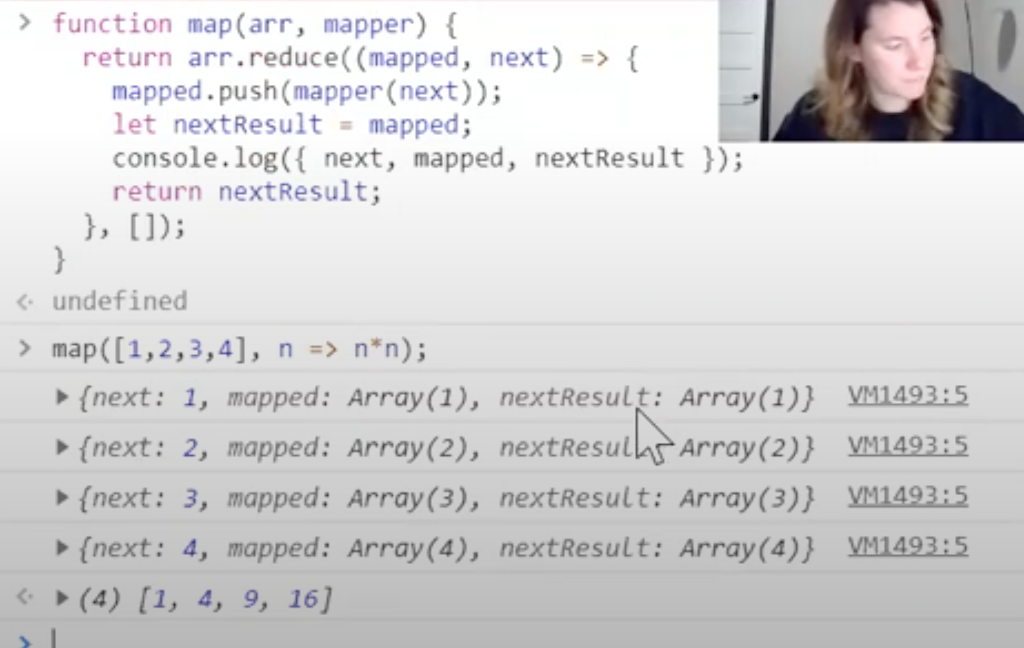 > function map(arr, mapper) {
return arr.reduce((mapped, next) => {
mapped.push(mapper(next));
let nextResult = mapped;
console.log({ next, mapped, nextResult });
return nextResult;
}, []);
}
undefined
> map([1,2,3,4], n => n*n);
{next: 1, mapped: Array(1), nextResult: Array(1)} VM1493:5
{next: 2, mapped: Array(2), nextResul Array(2)} VM1493:5
{next: 3, mapped: Array(3), nextResult: Array(3)} VM1493:5
{next: 4, mapped: Array(4), nextResult: Array(4)} VM1493:5
(4) [1, 4, 9, 16]
>